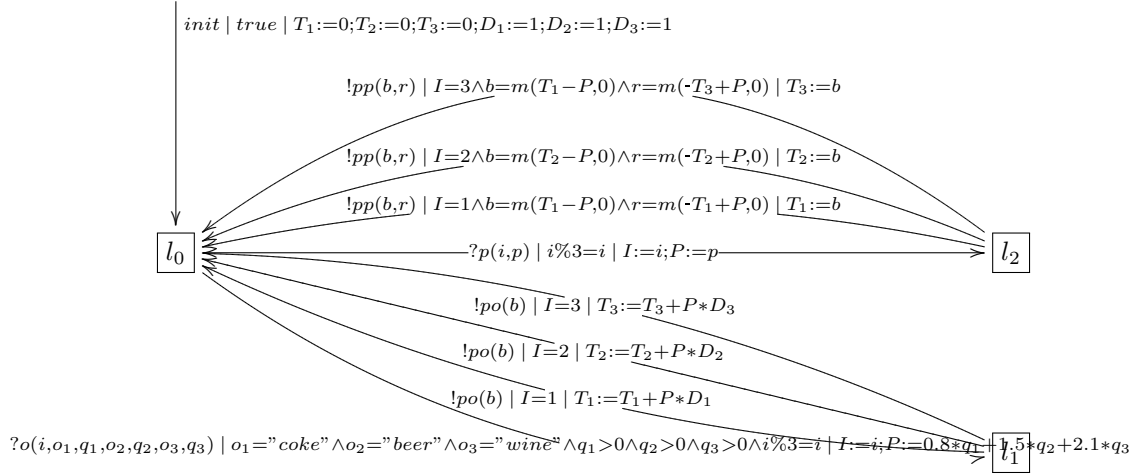 init | true | T₁:=0;T₂:=0;T₃:=0;D₁:=1;D₂:=1;D₃:=1
!pp(b,r) | I=3∧b=m(T₁−P,0)∧r=m(-T₃+P,0) | T₃:=b
!pp(b,r) | I=2∧b=m(T₂−P,0)∧r=m(-T₂+P,0) | T₂:=b
!pp(b,r) | I=1∧b=m(T₁−P,0)∧r=m(-T₁+P,0) | T₁:=b
l₀
?p(i,p) | i%3=i | I:=i;P:=p
l₂
!po(b) | I=3 | T₃:=T₃+P*D₃
!po(b) | I=2 | T₂:=T₂+P*D₂
!po(b) | I=1 | T₁:=T₁+P*D₁
?o(i,o₁,q₁,o₂,q₂,o₃,q₃) | o₁="coke"∧o₂="beer"∧o₃="wine"∧q₁>0∧q₂>0∧q₃>0∧i%3=i | I:=i;P:=0.8*q₁+1.5*q₂+2.1*q₃
l₁